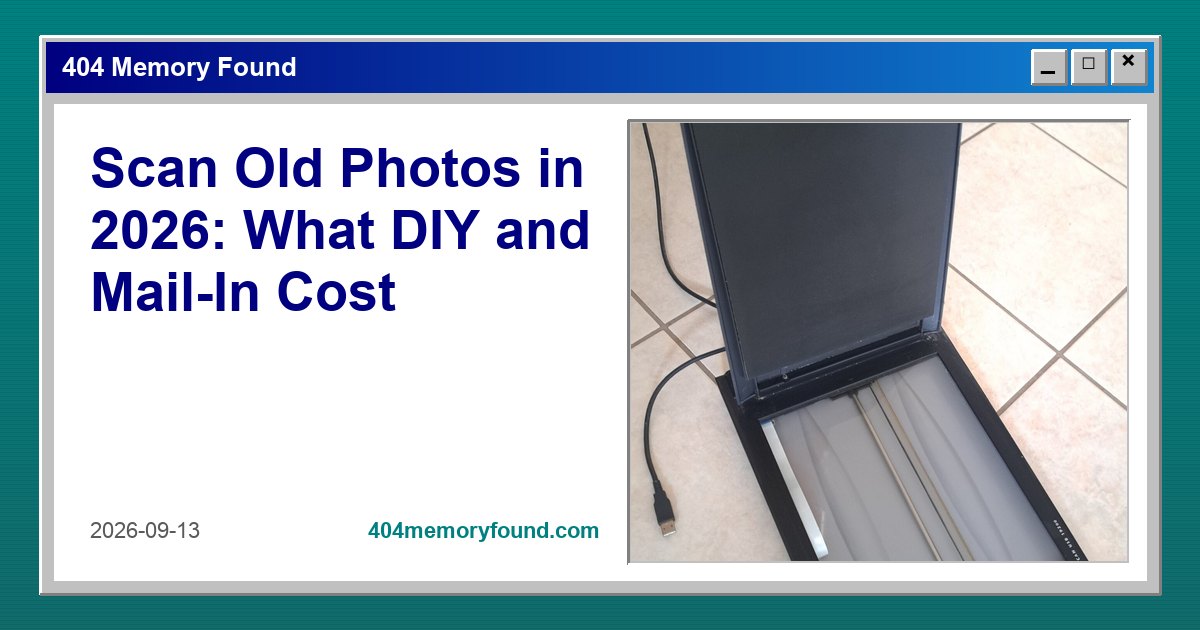 404 Memory Found
Scan Old Photos in
2026: What DIY and
Mail-In Cost
2026-09-13
404memoryfound.com